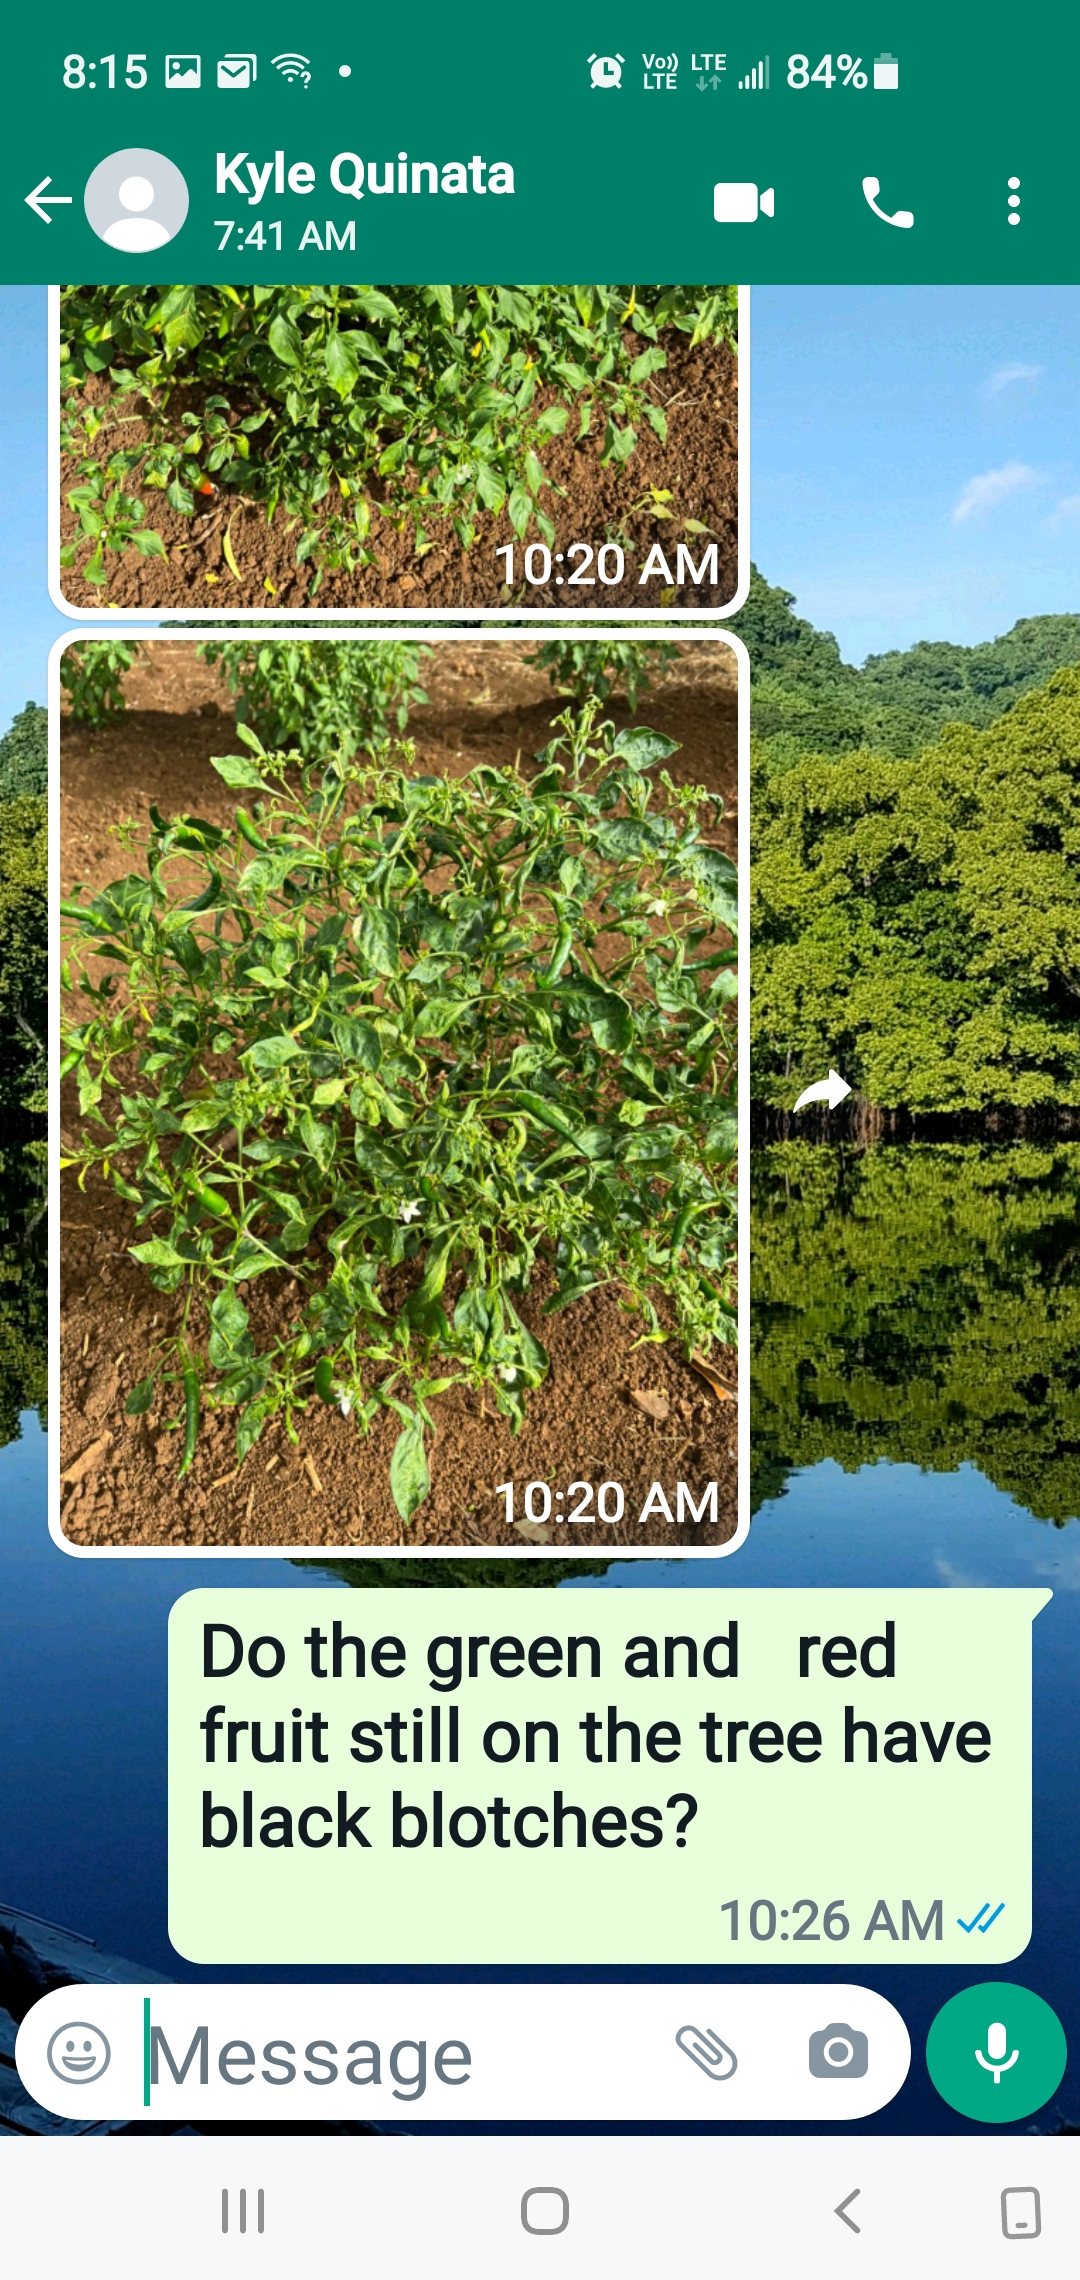 8:15
Vo)) LTE
LTE
84%
Kyle Quinata
7:41 AM
10:20 AM
10:20 AM
Do the green and red
fruit still on the tree have
black blotches?
10:26 AM
Message